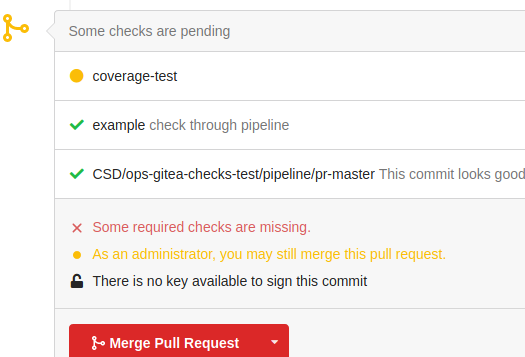 Some checks are pending
coverage-test
example check through pipeline
CSD/ops-gitea-checks-test/pipeline/pr-master This commit looks good
Some required checks are missing.
As an administrator, you may still merge this pull request.
There is no key available to sign this commit
Merge Pull Request